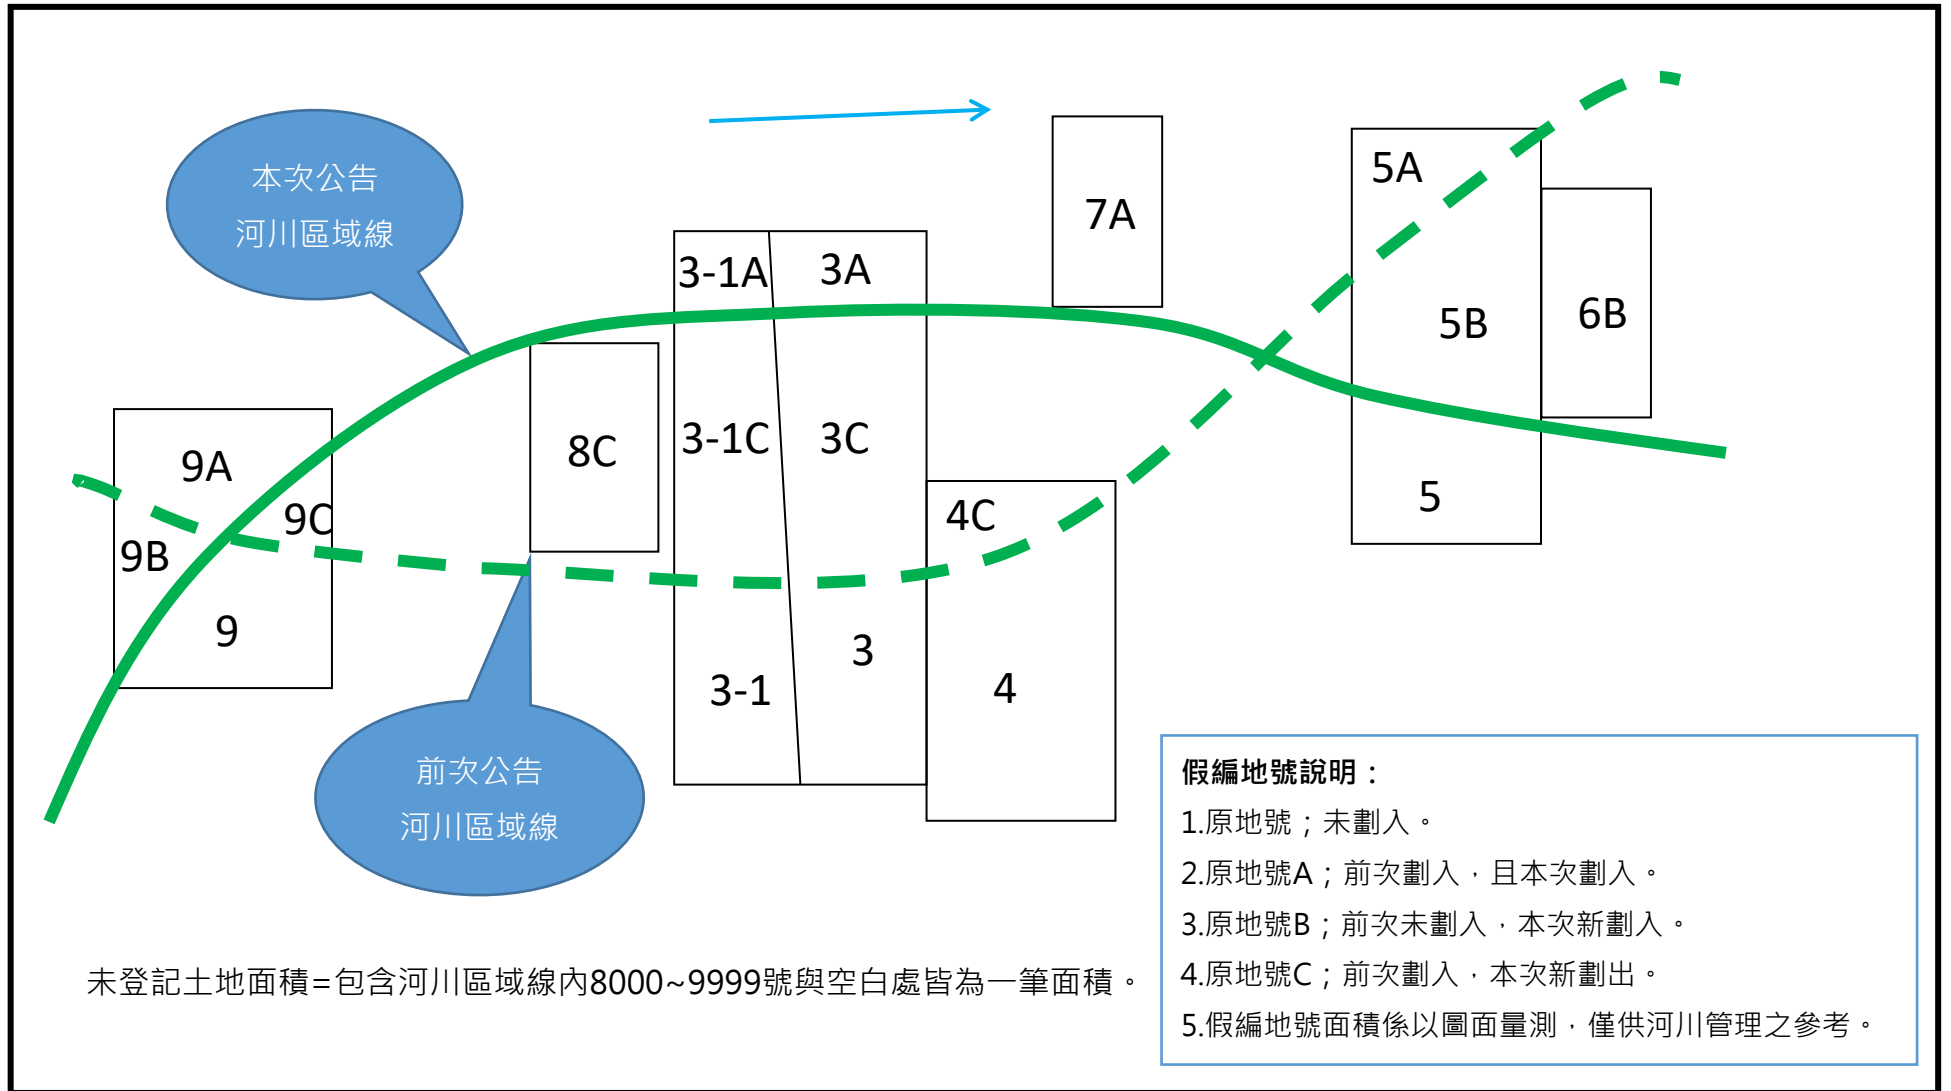 本次公告
河川區域線
5A
7A
3-1A
3A
5B
6B
3-1C
3C
8C
9A
9C
4C
5
9B
9
3
3-1
4
前次公告
河川區域線
假編地號說明：
1.原地號；未劃入。
2.原地號A；前次劃入，且本次劃入。
3.原地號B；前次未劃入，本次新劃入。
4.原地號C；前次劃入，本次新劃出。
5.假編地號面積係以圖面量測，僅供河川管理之參考。
未登記土地面積=包含河川區域線內8000~9999號與空白處皆為一筆面積。